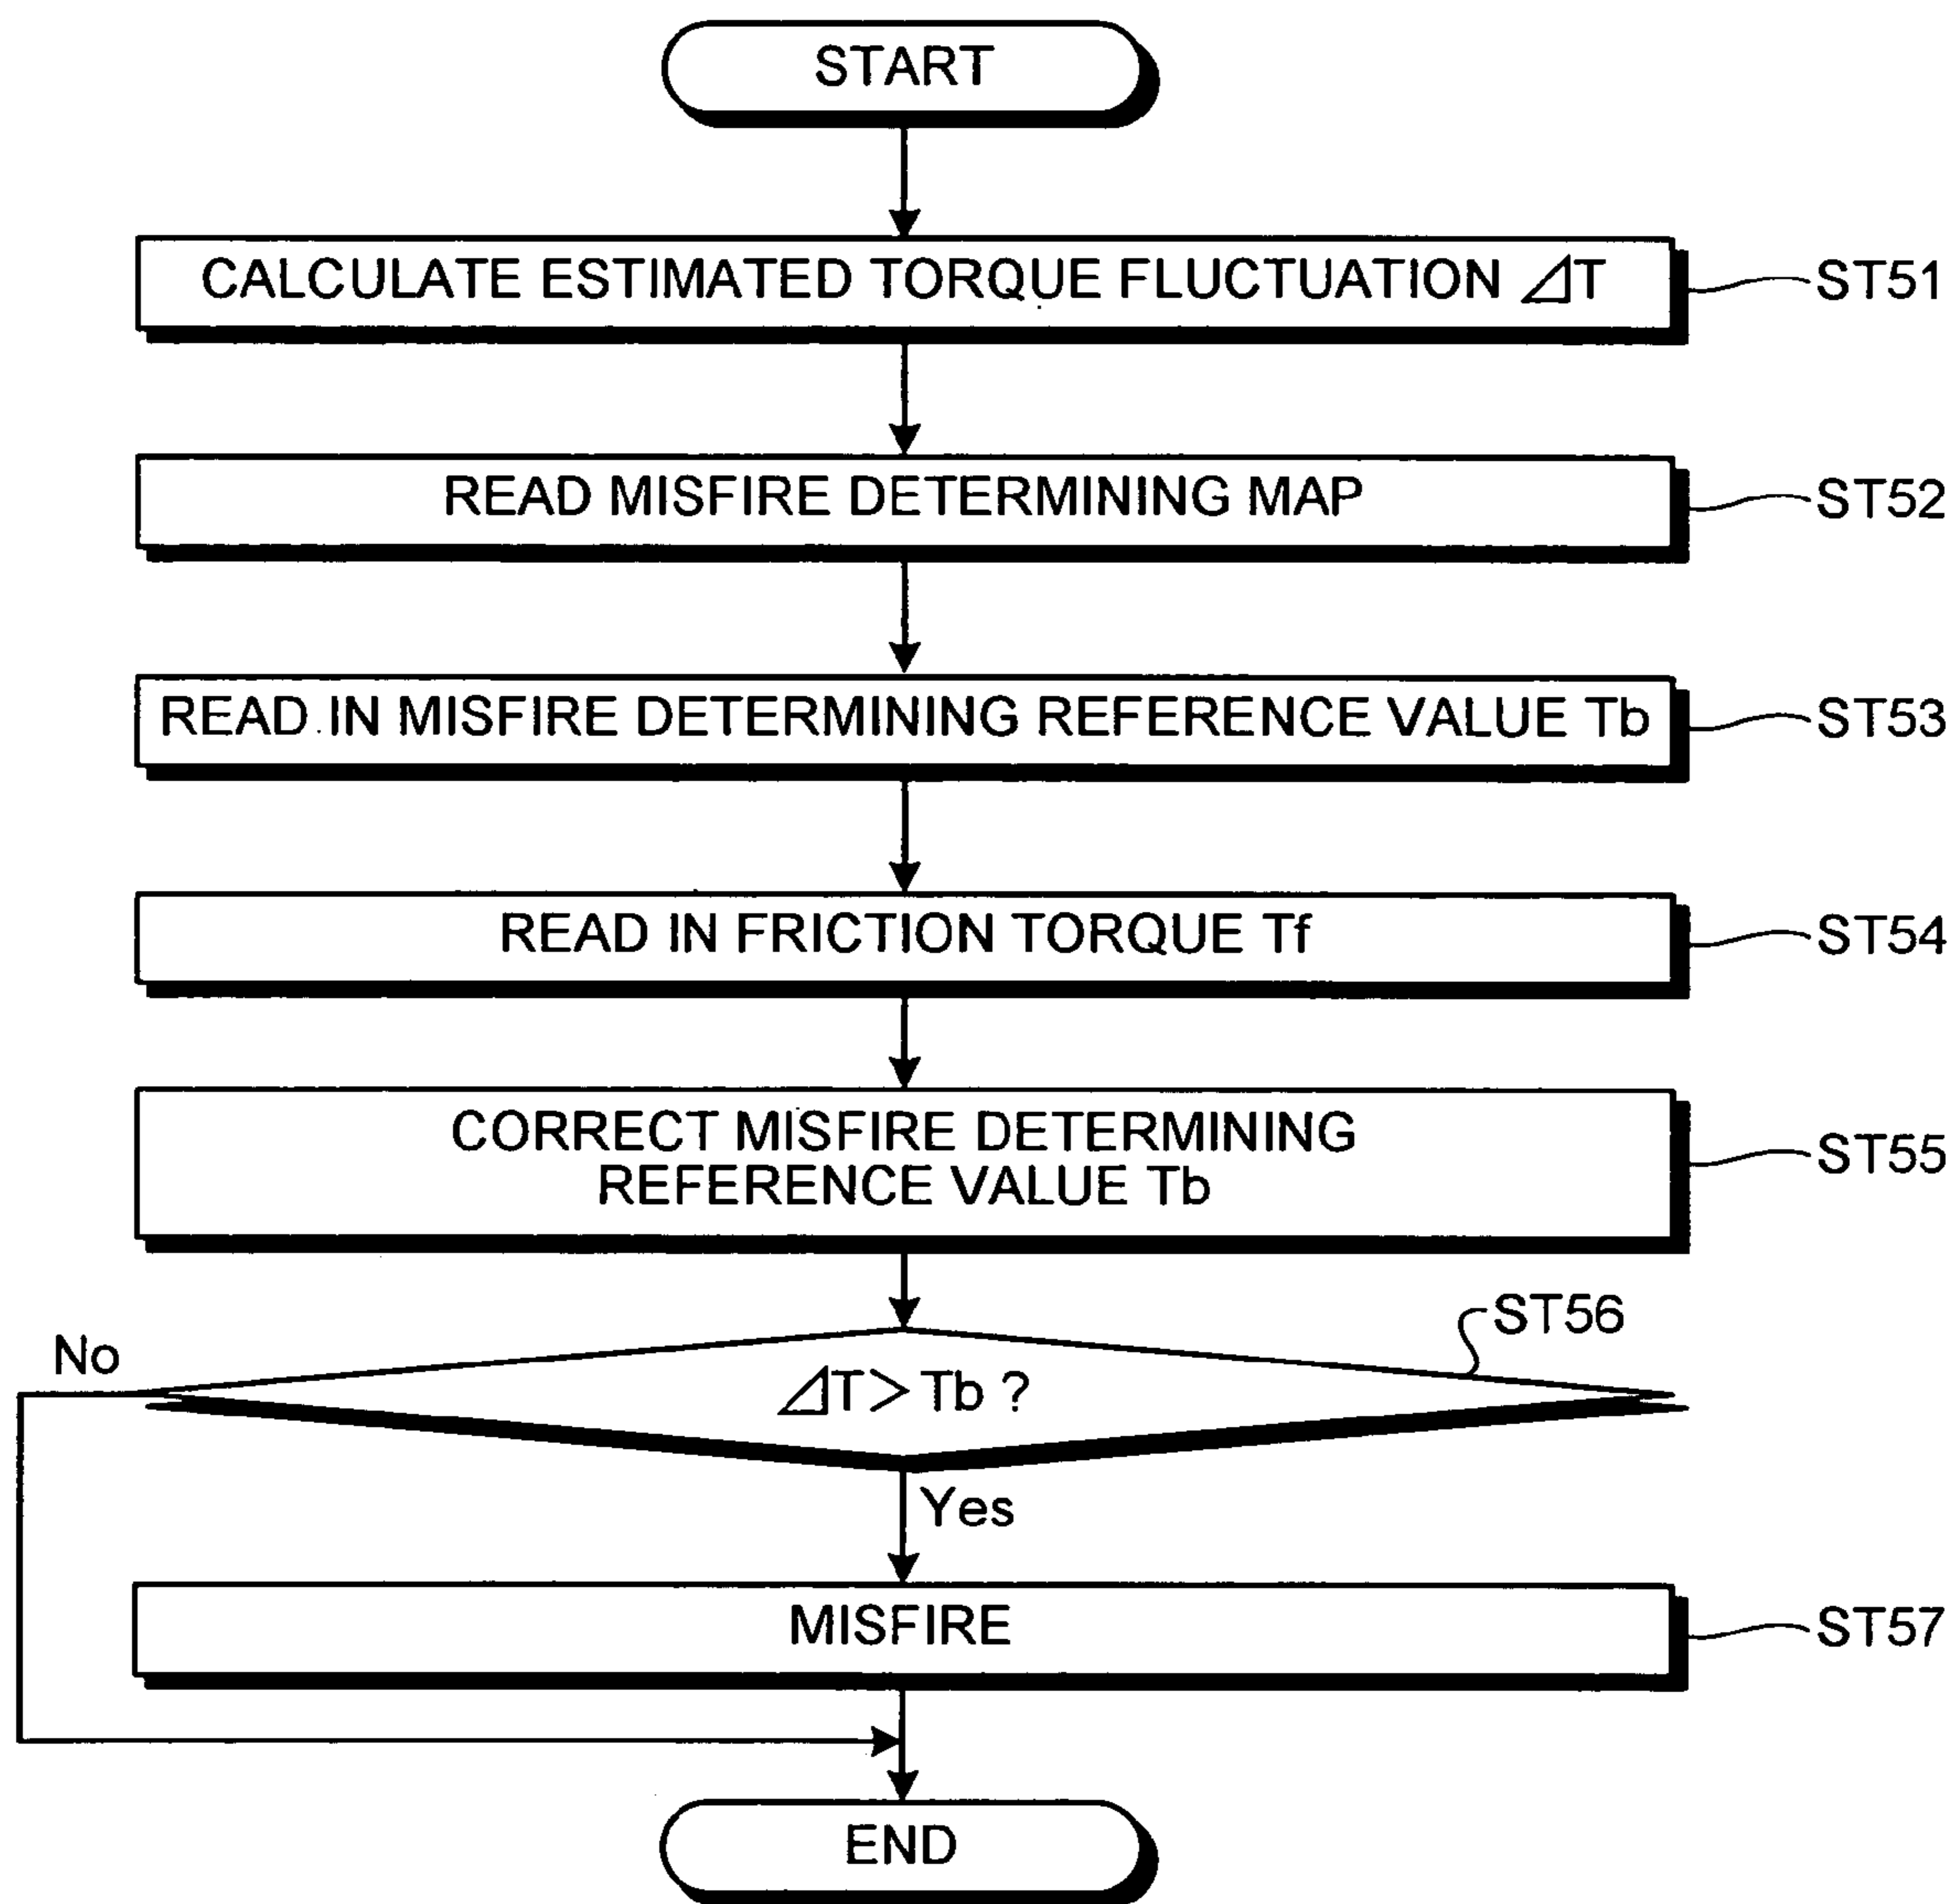 START
CALCULATE ESTIMATED TORQUE FLUCTUATION ⊿T
ST51
READ MISFIRE DETERMINING MAP
ST52
READ IN MISFIRE DETERMINING REFERENCE VALUE Tb
ST53
READ IN FRICTION TORQUE Tf
ST54
CORRECT MISFIRE DETERMINING
REFERENCE VALUE Tb
ST55
ST56
No
⊿T> Tb ?
Yes
MISFIRE
ST57
END